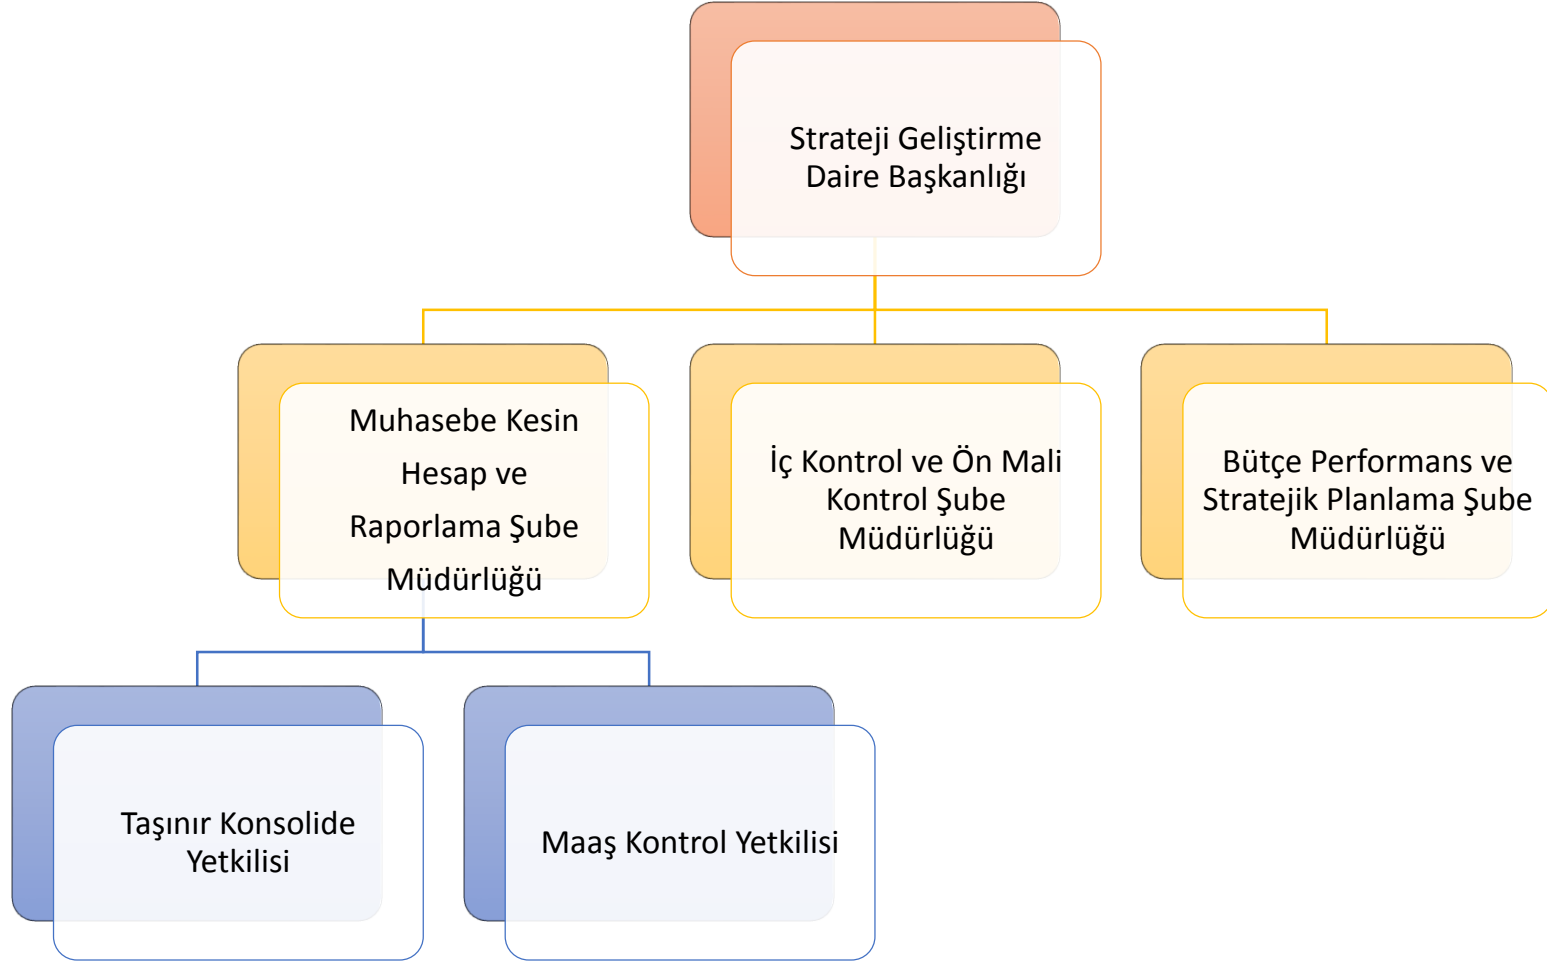 Strateji Geliştirme
Daire Başkanlığı
Muhasebe Kesin
Hesap ve
Raporlama Şube
Müdürlüğü
İç Kontrol ve Ön Mali
Kontrol Şube
Müdürlüğü
Bütçe Performans ve
Stratejik Planlama Şube
Müdürlüğü
Taşınır Konsolide
Yetkilisi
Maaş Kontrol Yetkilisi